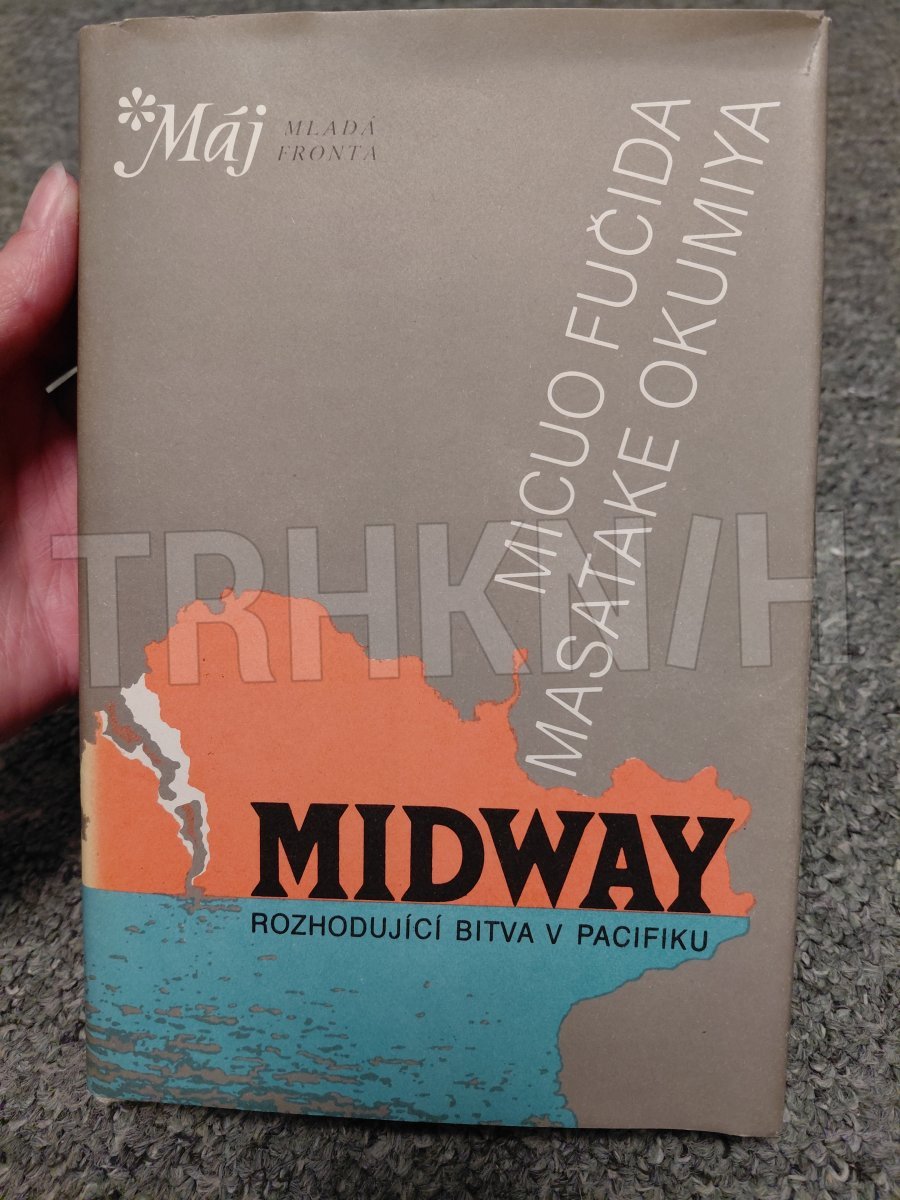 *Máj MLADÁ
FRONTA
MICUO FUČIDA
MASATAKE OKUMIYA
TRHKNIH
MIDWAY
ROZHODUJÍCÍ BITVA V PACIFIKU